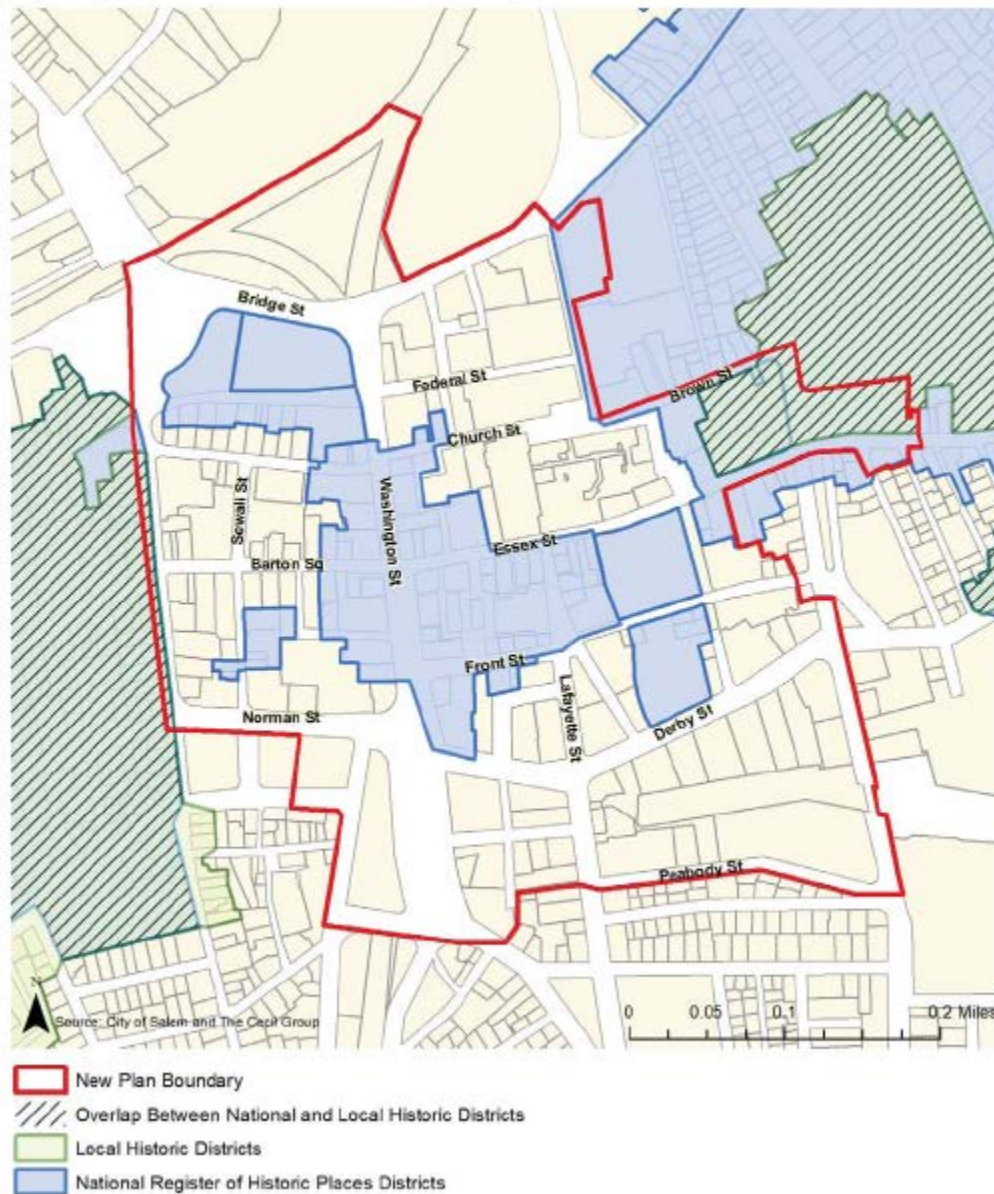 Bridge St
Federal St
Brown St
Church St
Sewall St
Washington St
Essex St
Barton Sq
Front St
Lafayette St
Norman St
Derby St
Peabody St
N
Source: City of Salem and The Cecil Group
0 0.05 0.1 0.2 Miles
New Plan Boundary
Overlap Between National and Local Historic Districts
Local Historic Districts
National Register of Historic Places Districts